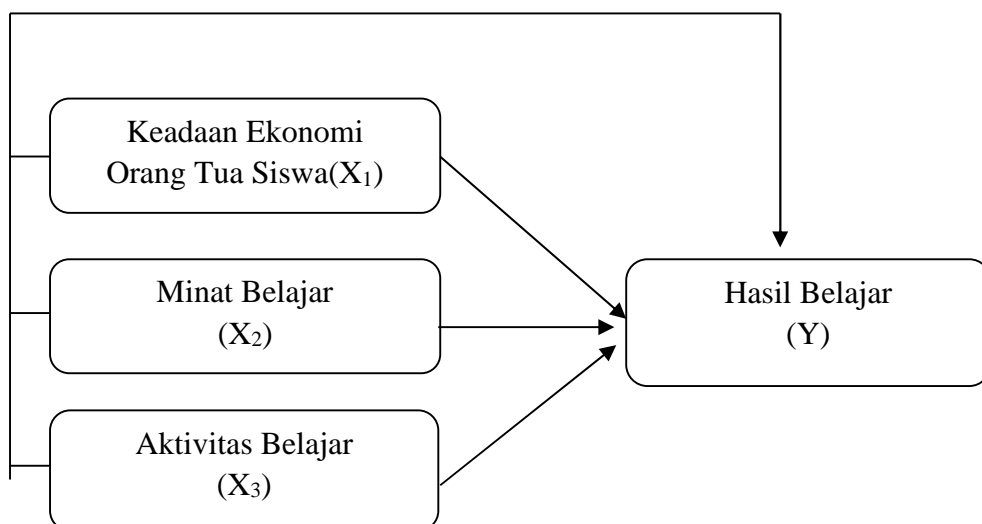 Keadaan Ekonomi
Orang Tua Siswa(X₁)
Minat Belajar
(X₂)
Aktivitas Belajar
(X₃)
Hasil Belajar
(Y)